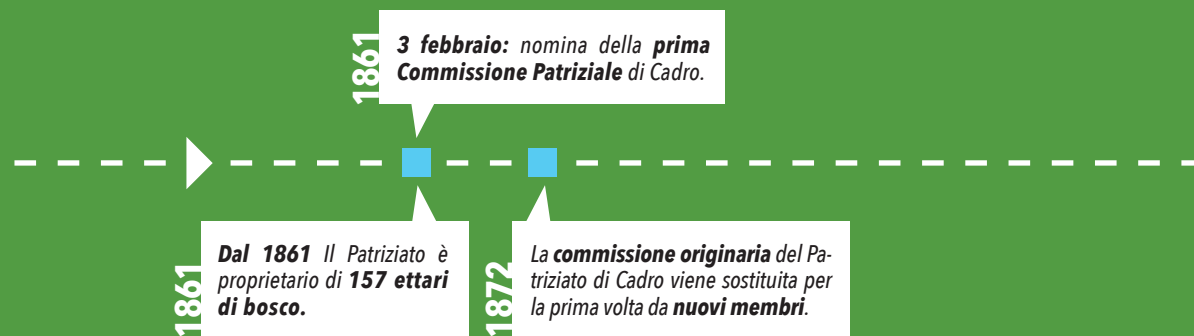 1861
3 febbraio: nomina della prima
Commissione Patriziale di Cadro.
1861
Dal 1861 Il Patriziato è
proprietario di 157 ettari
di bosco.
1872
La commissione originaria del Pa-
triziato di Cadro viene sostituita per
la prima volta da nuovi membri.